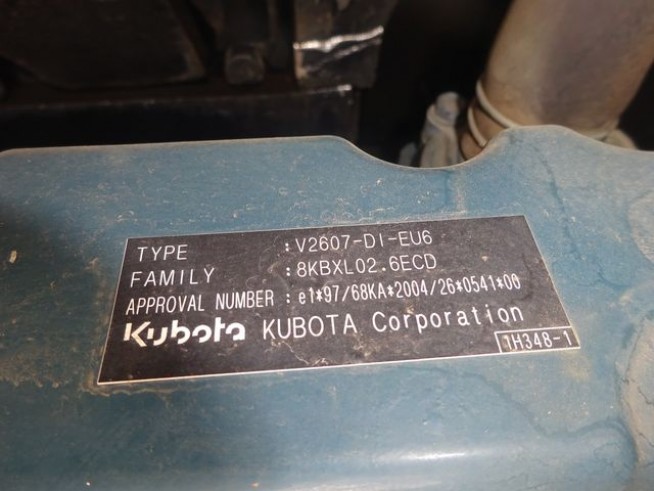 TYPE :V2607-DI-EU6
FAMILY :8KBXL02.6ECD
APPROVAL NUMBER : e1*97/68KA*2004/26*0541*00
Kubota KUBOTA Corporation
1H348-1